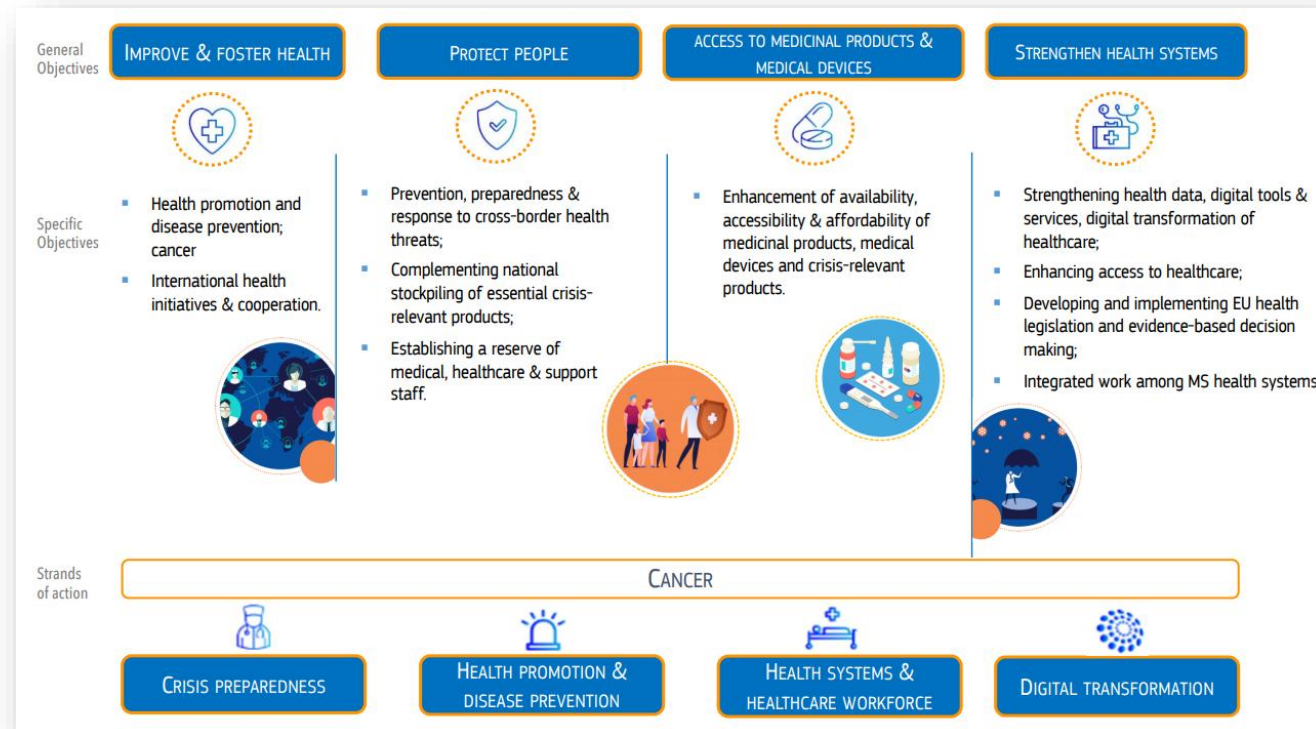 General
Objectives
IMPROVE & FOSTER HEALTH
PROTECT PEOPLE
ACCESS TO MEDICINAL PRODUCTS &
MEDICAL DEVICES
STRENGTHEN HEALTH SYSTEMS
Specific
Objectives
▪ Health promotion and
disease prevention;
cancer
▪ International health
initiatives & cooperation.
▪ Prevention, preparedness &
response to cross-border health
threats;
▪ Complementing national
stockpiling of essential crisis-
relevant products;
▪ Establishing a reserve of
medical, healthcare & support
staff.
▪ Enhancement of availability,
accessibility & affordability of
medicinal products, medical
devices and crisis-relevant
products.
▪ Strengthening health data, digital tools &
services, digital transformation of
healthcare;
▪ Enhancing access to healthcare;
▪ Developing and implementing EU health
legislation and evidence-based decision
making;
▪ Integrated work among MS health systems
Strands
of action
CANCER
CRISIS PREPAREDNESS
HEALTH PROMOTION &
DISEASE PREVENTION
HEALTH SYSTEMS &
HEALTHCARE WORKFORCE
DIGITAL TRANSFORMATION